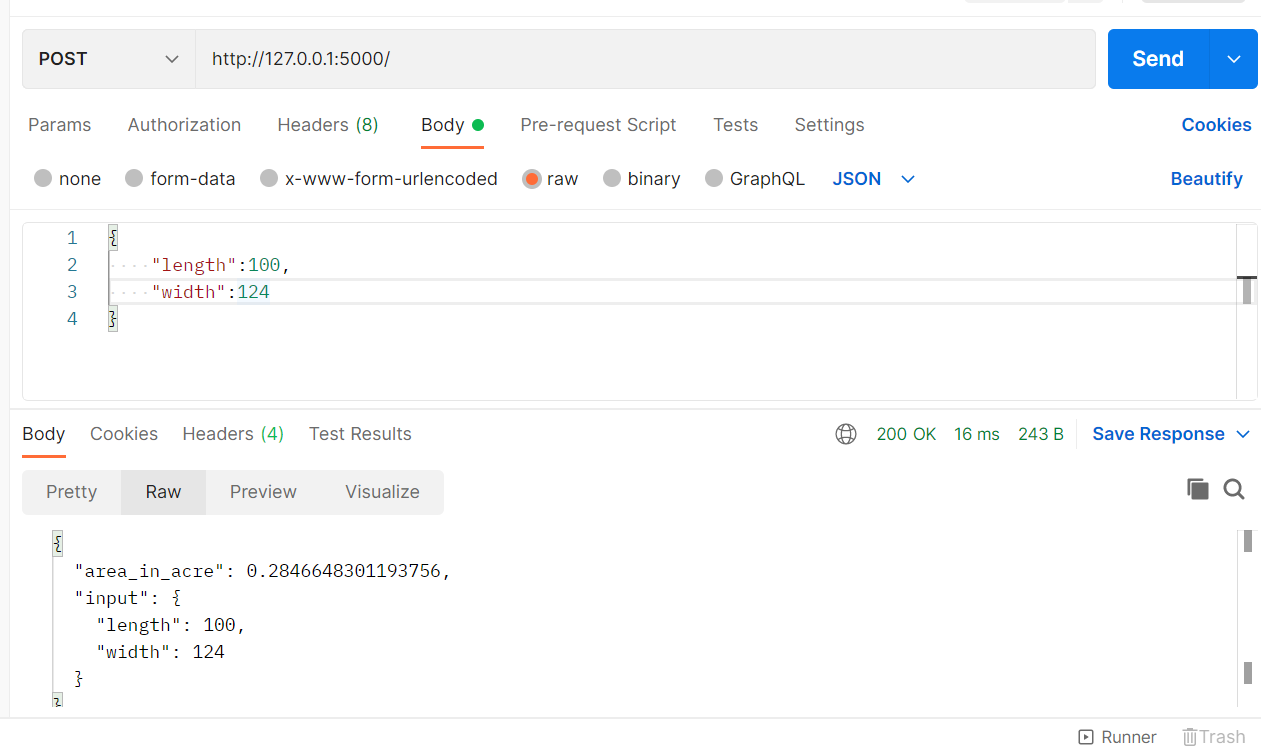 POST http://127.0.0.1:5000/ Send
Params Authorization Headers (8) Body Pre-request Script Tests Settings Cookies
none form-data x-www-form-urlencoded raw binary GraphQL JSON Beautify
1 {
2 "length":100,
3 "width":124
4 }
Body Cookies Headers (4) Test Results 200 OK 16 ms 243 B Save Response
Pretty Raw Preview Visualize
{
"area_in_acre": 0.2846648301193756,
"input": {
"length": 100,
"width": 124
}
}
Runner Trash